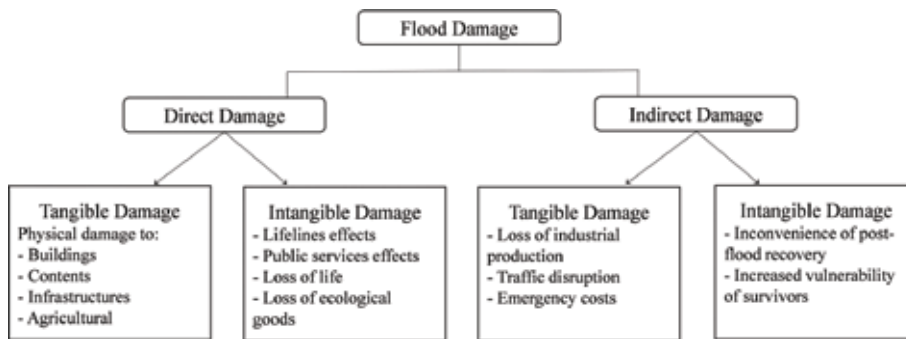 Flood Damage
Direct Damage
Indirect Damage
Tangible Damage
Physical damage to:
- Buildings
- Contents
- Infrastructures
- Agricultural
Intangible Damage
- Lifelines effects
- Public services effects
- Loss of life
- Loss of ecological
goods
Tangible Damage
- Loss of industrial
production
- Traffic disruption
- Emergency costs
Intangible Damage
- Inconvenience of post-
flood recovery
- Increased vulnerability
of survivors